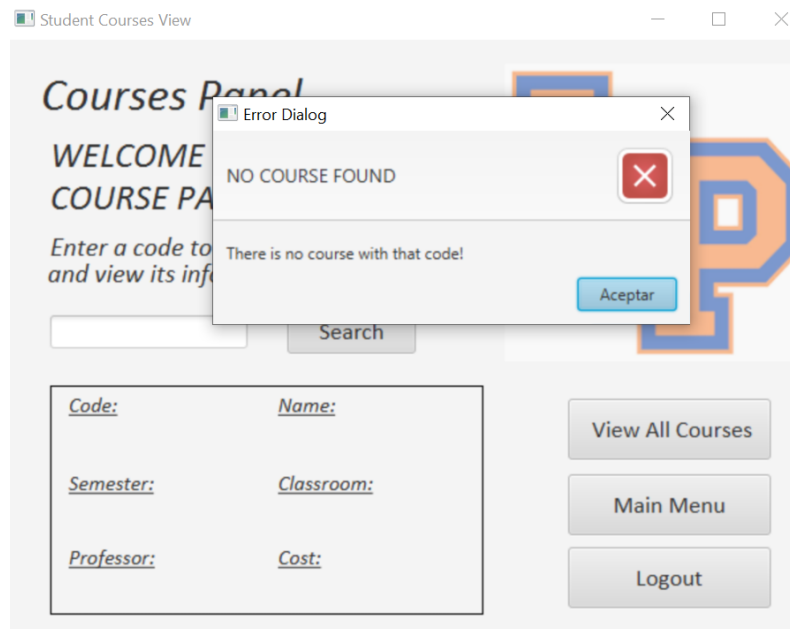 Student Courses View
Courses Panel
Error Dialog
WELCOME
COURSE PA
NO COURSE FOUND
Enter a code to
and view its info
There is no course with that code!
Aceptar
Search
Code: Name:
Semester: Classroom:
Professor: Cost:
View All Courses
Main Menu
Logout
P